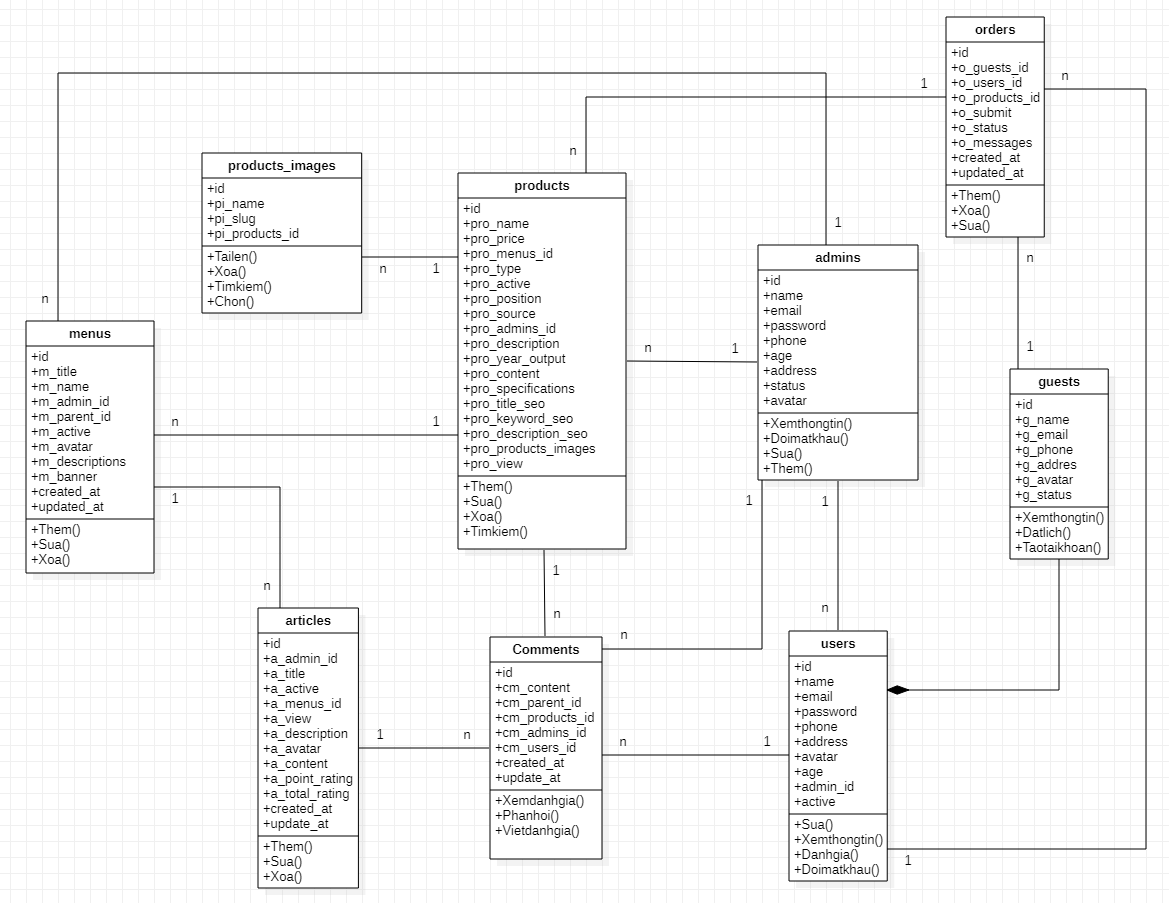 orders
+id
+o_guests_id
+o_users_id
+o_products_id
+o_submit
+o_status
+o_messages
+created_at
+updated_at
+Them()
+Xoa()
+Sua()
1
n
n
products_images
+id
+pi_name
+pi_slug
+pi_products_id
+Tailen()
+Xoa()
+Timkiem()
+Chon()
n
1
products
+id
+pro_name
+pro_price
+pro_menus_id
+pro_type
+pro_active
+pro_position
+pro_source
+pro_admins_id
+pro_description
+pro_year_output
+pro_content
+pro_specifications
+pro_title_seo
+pro_keyword_seo
+pro_description_seo
+pro_products_images
+pro_view
+Them()
+Sua()
+Xoa()
+Timkiem()
n
1
1
admins
+id
+name
+email
+password
+phone
+age
+address
+status
+avatar
+Xemthongtin()
+Doimatkhau()
+Sua()
+Them()
n
1
guests
+id
+g_name
+g_email
+g_phone
+g_addres
+g_avatar
+g_status
+Xemthongtin()
+Datlich()
+Taotaikhoan()
n
menus
+id
+m_title
+m_name
+m_admin_id
+m_parent_id
+m_active
+m_avatar
+m_descriptions
+m_banner
+created_at
+updated_at
+Them()
+Sua()
+Xoa()
n
1
1
n
articles
+id
+a_admin_id
+a_title
+a_active
+a_menus_id
+a_view
+a_description
+a_avatar
+a_content
+a_point_rating
+a_total_rating
+created_at
+update_at
+Them()
+Sua()
+Xoa()
1
n
1
n
Comments
+id
+cm_content
+cm_parent_id
+cm_products_id
+cm_admins_id
+cm_users_id
+created_at
+update_at
+Xemdanhgia()
+Phanhoi()
+Vietdanhgia()
1
n
1
n
n
1
users
+id
+name
+email
+password
+phone
+address
+avatar
+age
+admin_id
+active
+Sua()
+Xemthongtin()
+Danhgia()
+Doimatkhau()
1